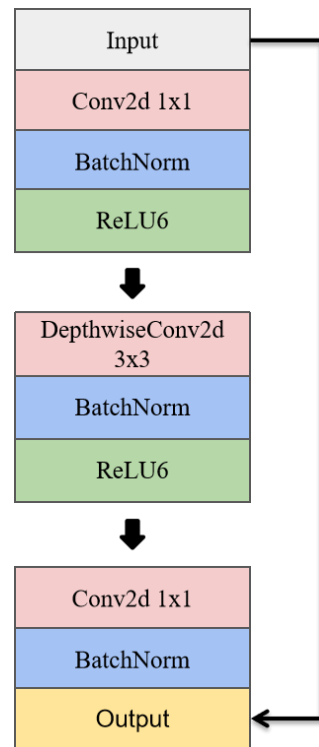 Input
Conv2d 1x1
BatchNorm
ReLU6
DepthwiseConv2d
3x3
BatchNorm
ReLU6
Conv2d 1x1
BatchNorm
Output